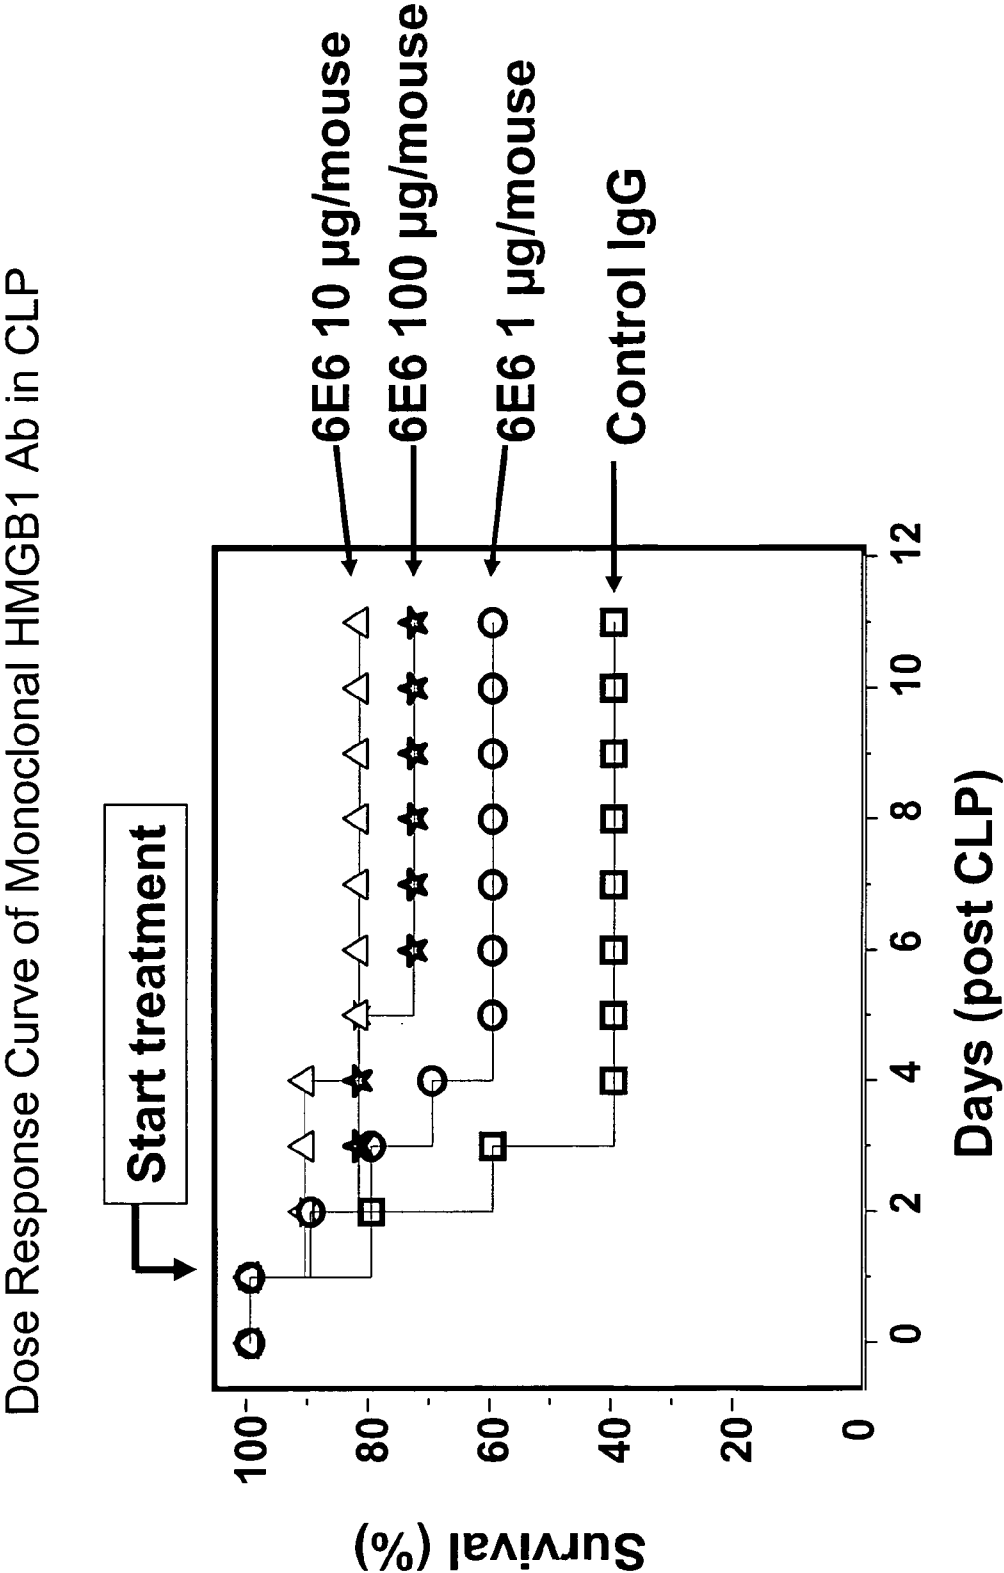 Dose Response Curve of Monoclonal HMGB1 Ab in CLP
Start treatment
Survival (%)
100
80
60
40
20
0
0
2
4
6
8
10
12
Days (post CLP)
6E6 10 µg/mouse
6E6 100 µg/mouse
6E6 1 µg/mouse
Control IgG